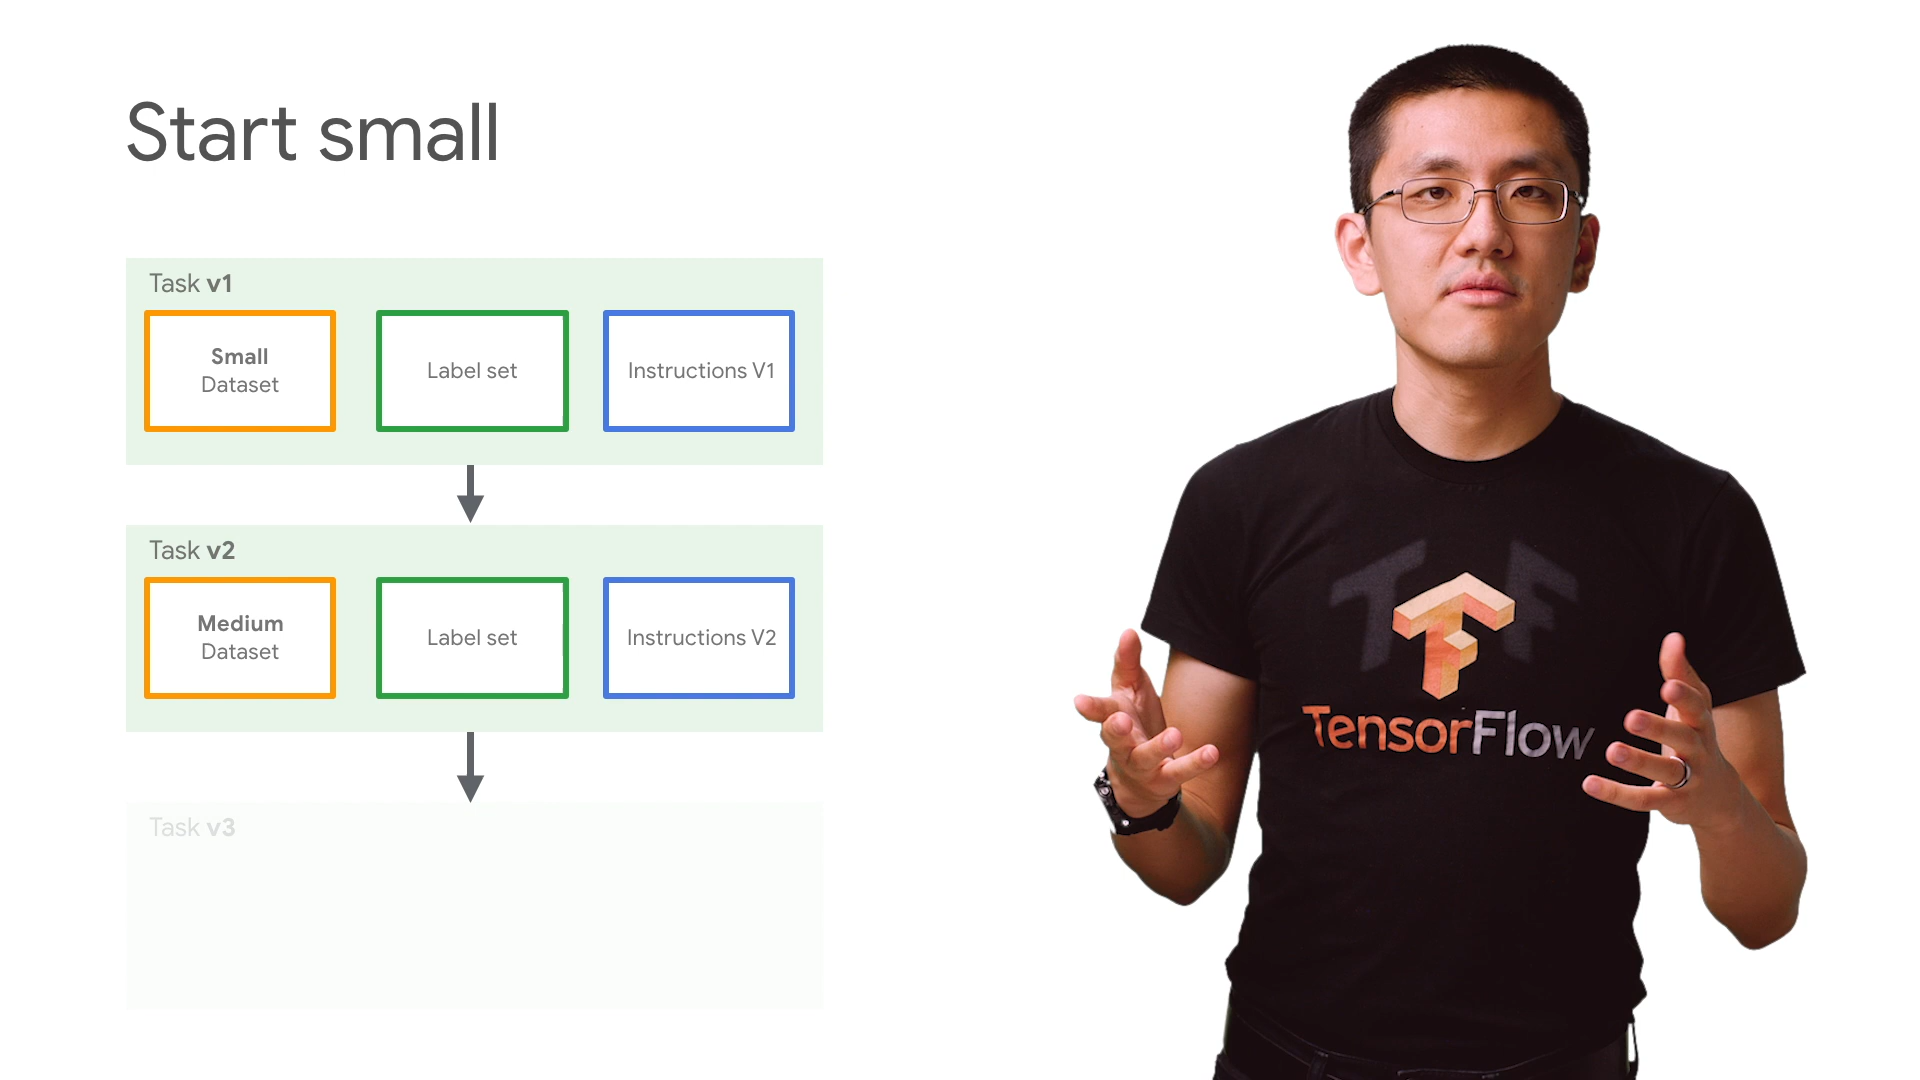 Start small
Task v1
Small
Dataset
Label set
Instructions V1
Task v2
Medium
Dataset
Label set
Instructions V2
Task v3
TF
TensorFlow